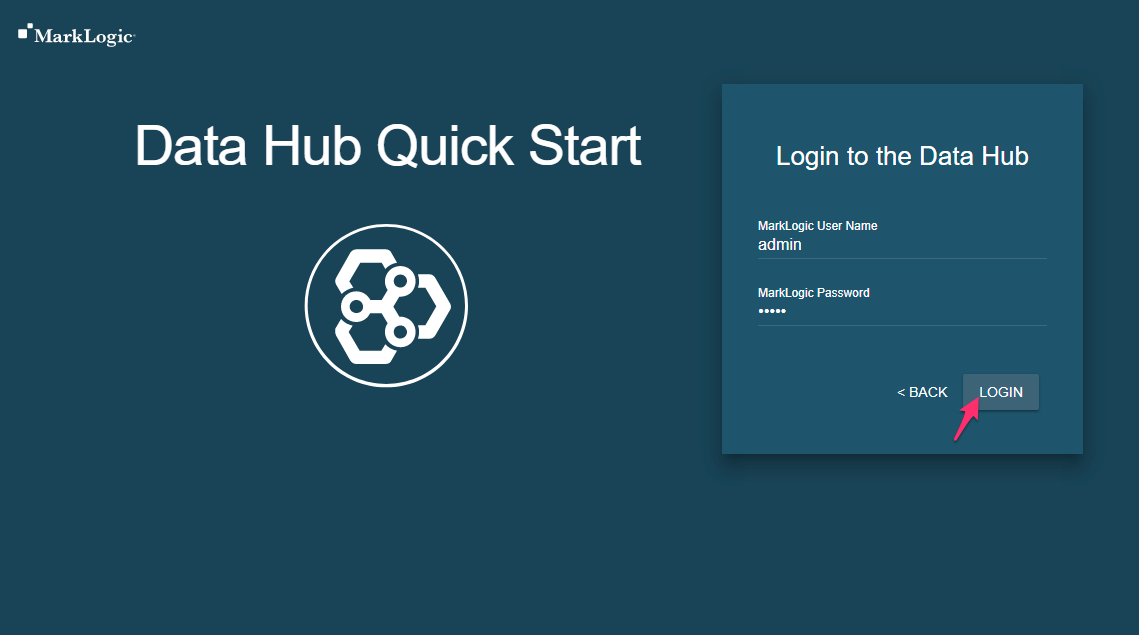 MarkLogic
Data Hub Quick Start
Login to the Data Hub
MarkLogic User Name
admin
MarkLogic Password
•••••
< BACK LOGIN